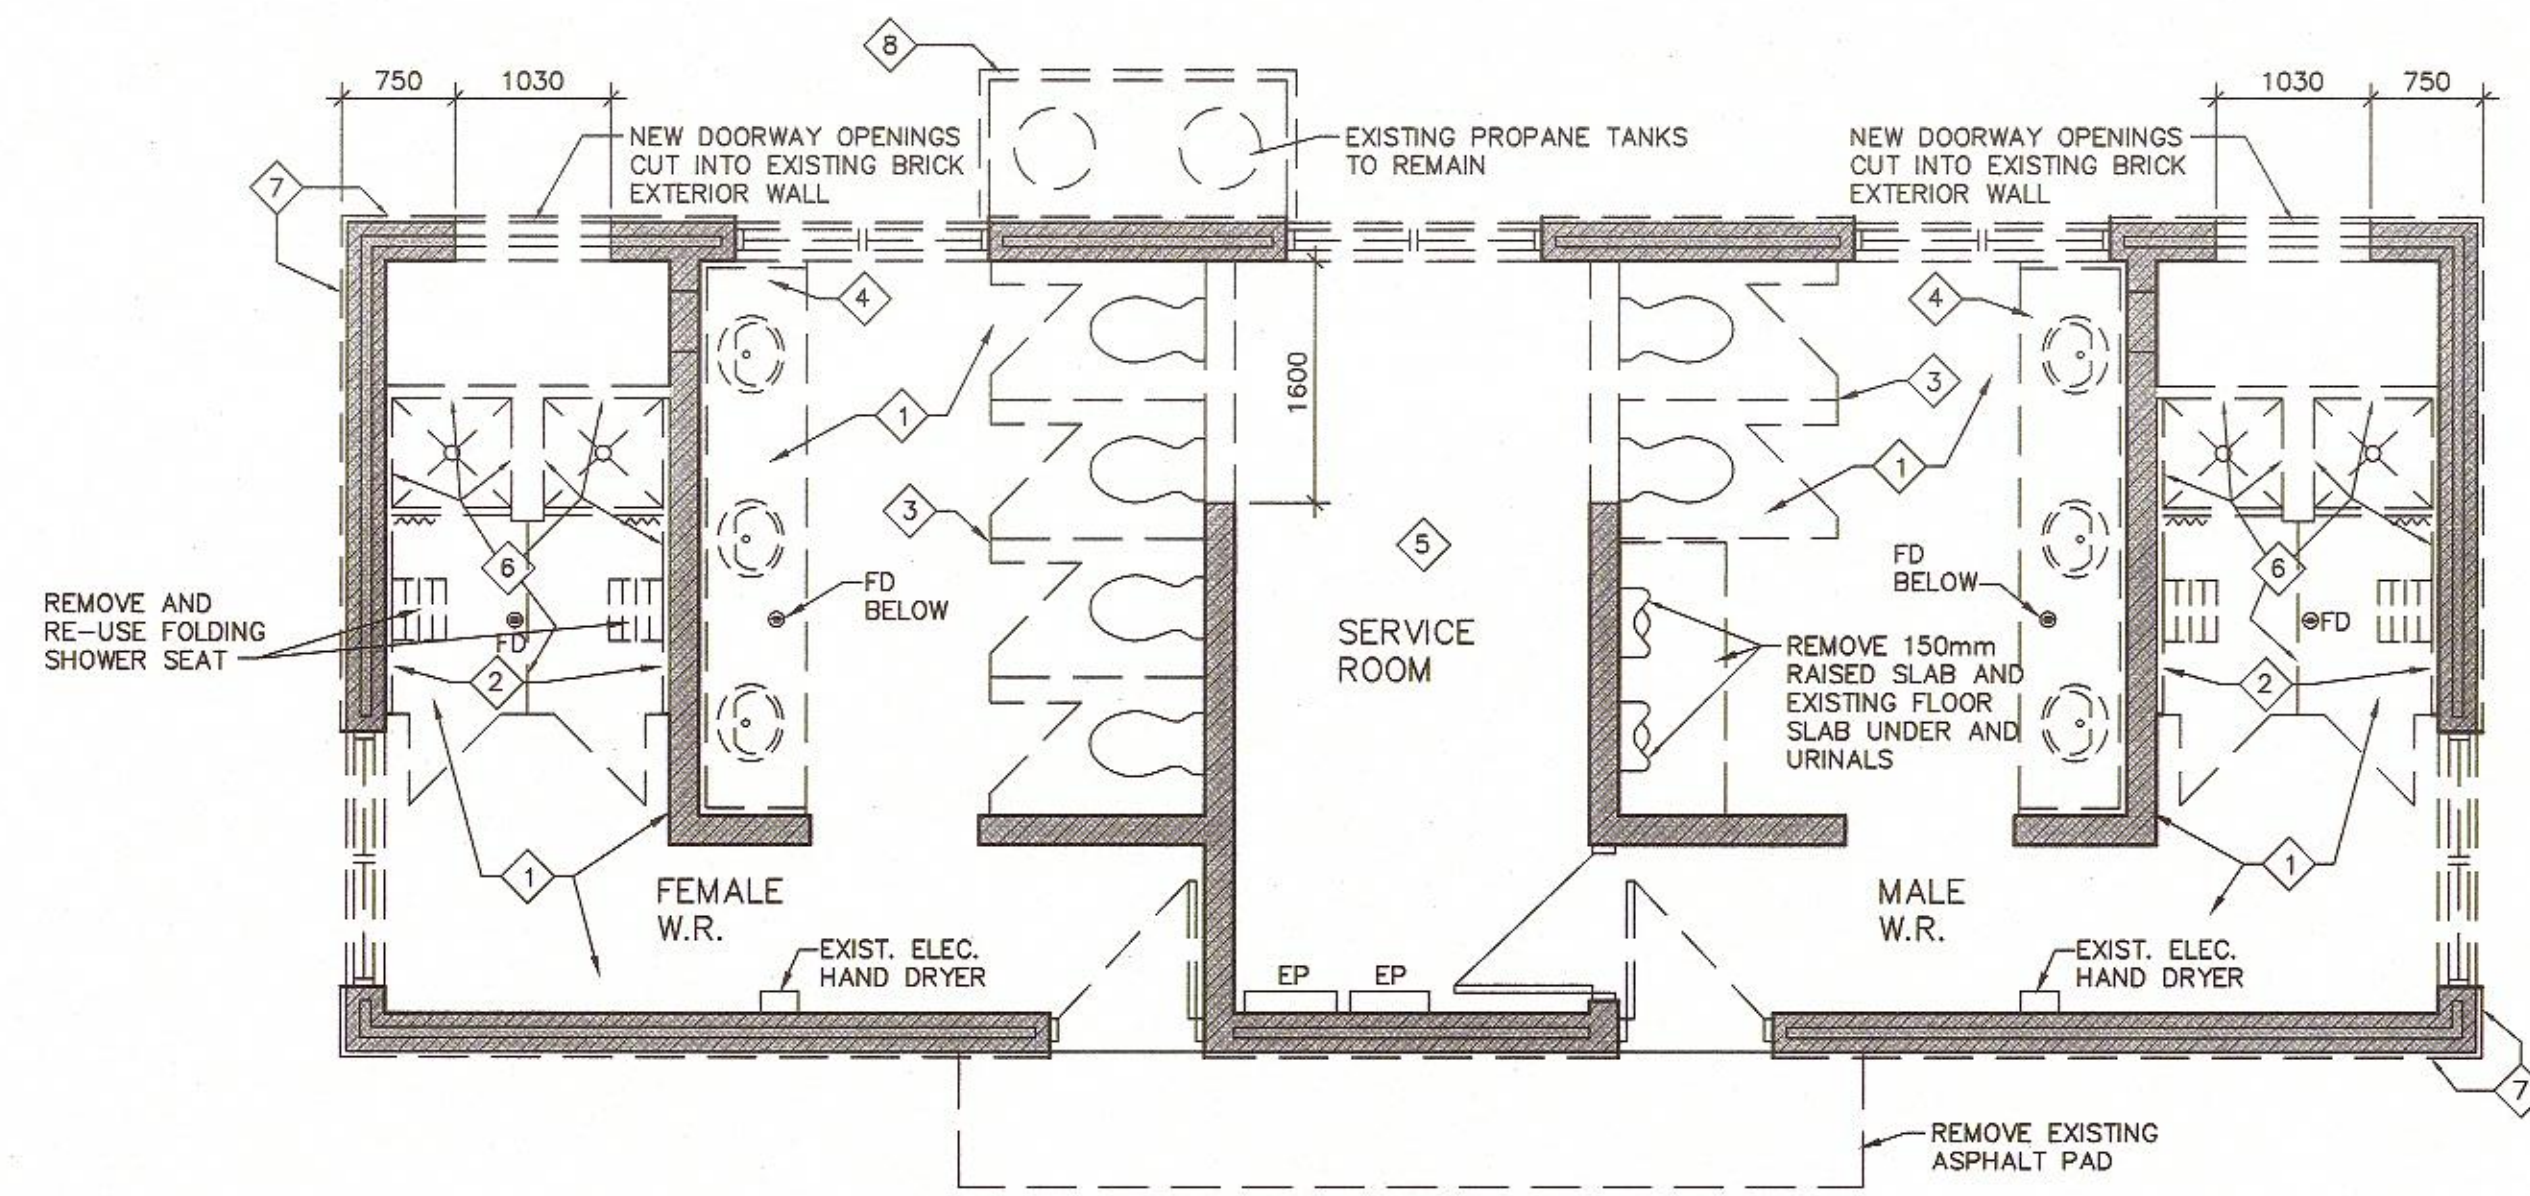 8
750 1030
1030 750
NEW DOORWAY OPENINGS
CUT INTO EXISTING BRICK
EXTERIOR WALL
EXISTING PROPANE TANKS
TO REMAIN
NEW DOORWAY OPENINGS
CUT INTO EXISTING BRICK
EXTERIOR WALL
7
4
4
1600
3
1
1
3
5
6
6
FD
BELOW
FD
BELOW
REMOVE AND
RE-USE FOLDING
SHOWER SEAT
FD
FD
SERVICE
ROOM
REMOVE 150mm
RAISED SLAB AND
EXISTING FLOOR
SLAB UNDER AND
URINALS
2
2
1
1
FEMALE
W.R.
MALE
W.R.
EXIST. ELEC.
HAND DRYER
EP
EP
EXIST. ELEC.
HAND DRYER
7
REMOVE EXISTING
ASPHALT PAD